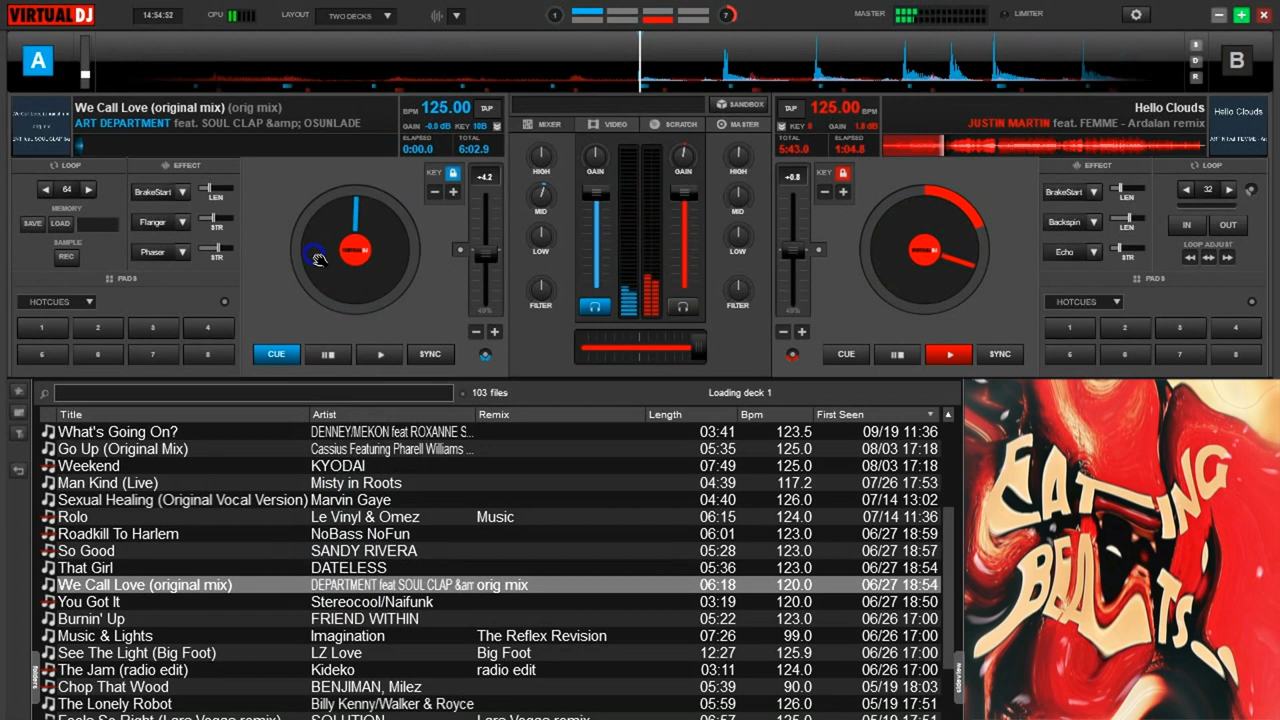 VIRTUAL DJ
14:54:52
CPU
LAYOUT
TWO DECKS
1
7
MASTER
LIMITER
A
S
D
R
B
We Call Love (original mix) (orig mix)
ART DEPARTMENT feat. SOUL CLAP &amp; OSUNLADE
BPM 125.00 TAP
GAIN -0.8 dB KEY 10B
ELAPSED TOTAL
0:00.0 6:02.9
SANDBOX
MIXER VIDEO SCRATCH MASTER
TAP 125.00 BPM
KEY 8 GAIN 1.8 dB
TOTAL ELAPSED
5:43.0 1:04.8
Hello Clouds
JUSTIN MARTIN feat. FEMME - Ardalan remix
LOOP
EFFECT
64
MEMORY
SAVE LOAD
SAMPLE
REC
BrakeStart LEN
Flanger STR
Phaser STR
PADS
HOTCUES
1 2 3 4
5 6 7 8
KEY
+4.2
49%
CUE
SYNC
HIGH
MID
LOW
FILTER
GAIN
GAIN
HIGH
MID
LOW
FILTER
+0.8
KEY
49%
CUE
SYNC
EFFECT
LOOP
BrakeStart LEN
Backspin LEN
Echo STR
32
IN OUT
LOOP ADJUST
PADS
HOTCUES
1 2 3 4
5 6 7 8
103 files
Loading deck 1
Title Artist Remix Length Bpm First Seen
What's Going On? DENNEY/MEKON feat ROXANNE S... 03:41 123.5 09/19 11:36
Go Up (Original Mix) Cassius Featuring Pharell Williams ... 05:35 125.0 08/03 17:18
Weekend KYODAI 07:49 125.0 08/03 17:18
Man Kind (Live) Misty in Roots 04:39 117.2 07/26 17:53
Sexual Healing (Original Vocal Version) Marvin Gaye 04:40 126.0 07/14 13:02
Rolo Le Vinyl & Omez Music 06:15 124.0 07/14 11:36
Roadkill To Harlem NoBass NoFun 06:01 123.0 06/27 18:59
So Good SANDY RIVERA 05:28 123.0 06/27 18:57
That Girl DATELESS 05:36 123.0 06/27 18:54
We Call Love (original mix) DEPARTMENT feat SOUL CLAP &am orig mix 06:18 120.0 06/27 18:54
You Got It Stereocool/Naifunk 03:19 120.0 06/27 18:50
Burnin' Up FRIEND WITHIN 05:22 123.0 06/26 17:00
Music & Lights Imagination The Reflex Revision 07:26 99.0 06/26 17:00
See The Light (Big Foot) LZ Love Big Foot 12:27 125.9 06/26 17:00
The Jam (radio edit) Kideko radio edit 03:11 124.0 06/26 17:00
Chop That Wood BENJIMAN, Milez 05:39 90.0 05/19 18:03
The Lonely Robot Billy Kenny/Walker & Royce 05:26 120.0 05/19 17:51
folders
sideview
EATING
BEATS